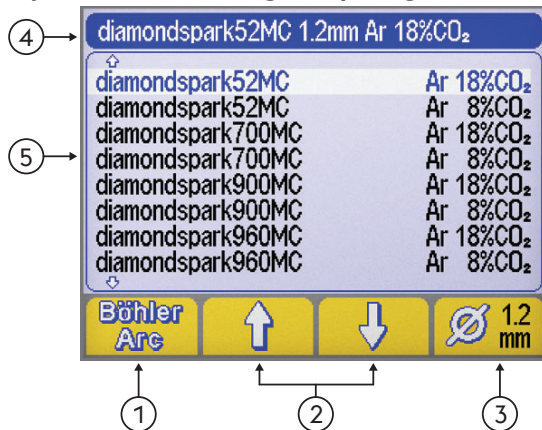 4
diamondspark52MC 1.2mm Ar 18%CO₂
diamondspark52MC Ar 18%CO₂
diamondspark52MC Ar 8%CO₂
diamondspark700MC Ar 18%CO₂
5
diamondspark700MC Ar 8%CO₂
diamondspark900MC Ar 18%CO₂
diamondspark900MC Ar 8%CO₂
diamondspark960MC Ar 18%CO₂
diamondspark960MC Ar 8%CO₂
Böhler
Arc
1.2
mm
1
2
3